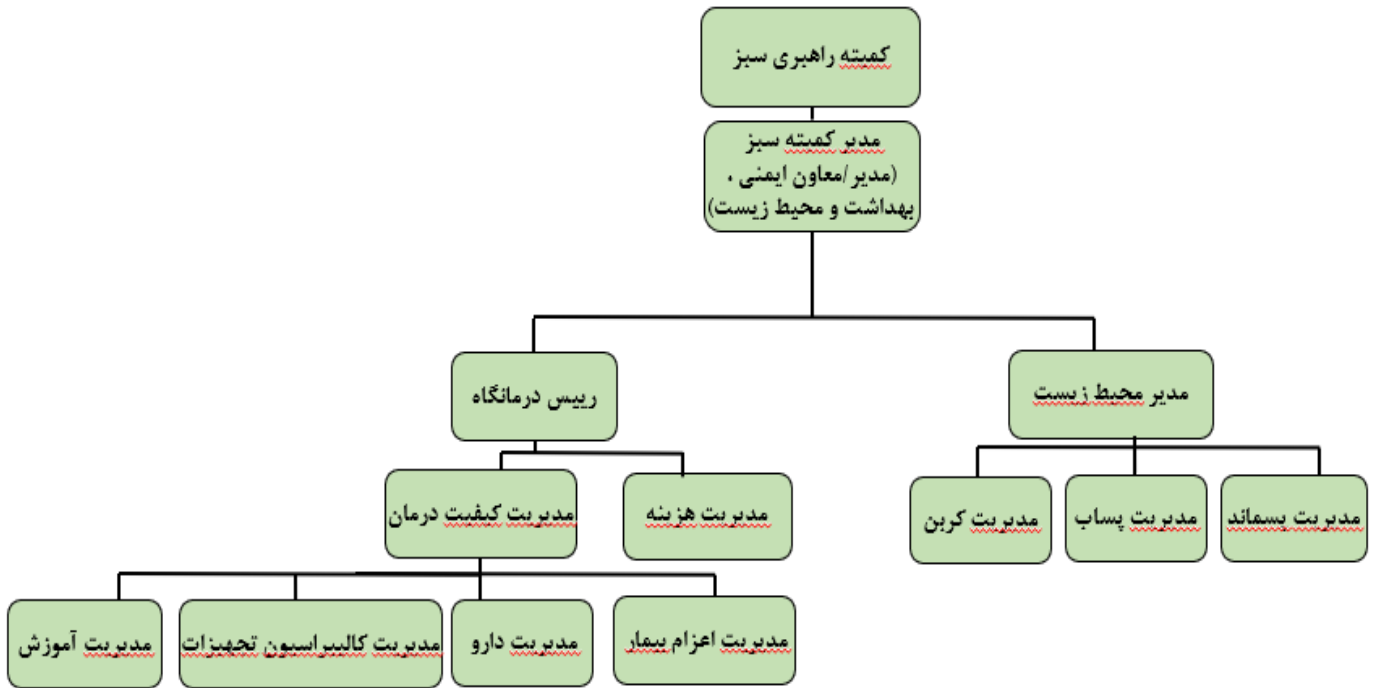 کمیته راهبری سبز
مدیر کمیته سبز
(مدیر/معاون ایمنی ،
بهداشت و محیط زیست)
مدیر محیط زیست
رییس درمانگاه
مدیریت پسماند
مدیریت پساب
مدیریت کربن
مدیریت هزینه
مدیریت کیفیت درمان
مدیریت اعزام بیمار
مدیریت دارو
مدیریت کالیبراسیون تجهیزات
مدیریت آموزش